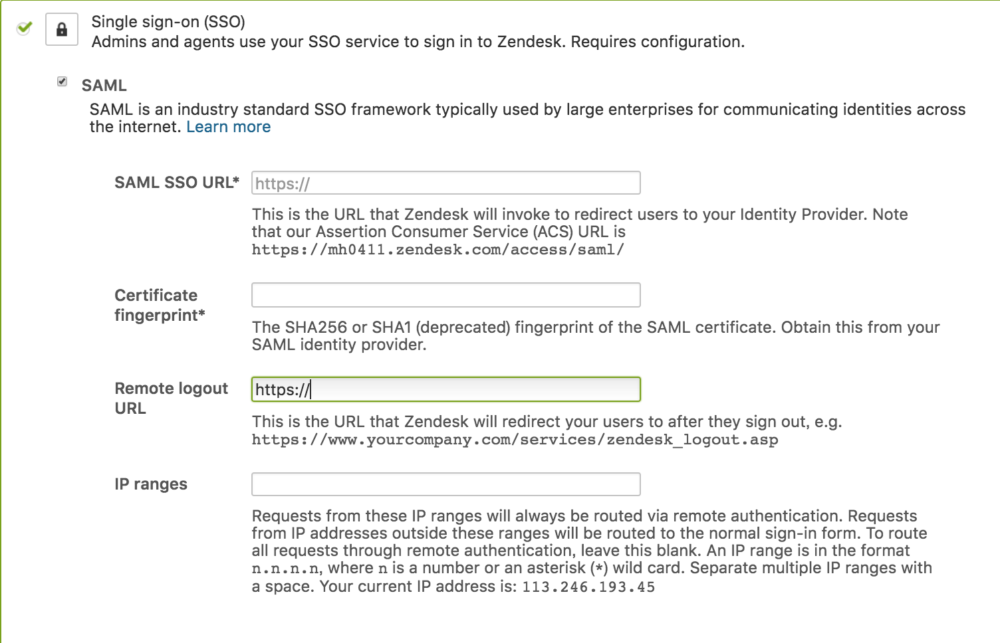 Single sign-on (SSO)
Admins and agents use your SSO service to sign in to Zendesk. Requires configuration.
SAML
SAML is an industry standard SSO framework typically used by large enterprises for communicating identities across
the internet. Learn more
SAML SSO URL* https://
This is the URL that Zendesk will invoke to redirect users to your Identity Provider. Note
that our Assertion Consumer Service (ACS) URL is
https://mh0411.zendesk.com/access/saml/
Certificate
fingerprint*
The SHA256 or SHA1 (deprecated) fingerprint of the SAML certificate. Obtain this from your
SAML identity provider.
Remote logout
URL
https://
This is the URL that Zendesk will redirect your users to after they sign out, e.g.
https://www.yourcompany.com/services/zendesk_logout.asp
IP ranges
Requests from these IP ranges will always be routed via remote authentication. Requests
from IP addresses outside these ranges will be routed to the normal sign-in form. To route
all requests through remote authentication, leave this blank. An IP range is in the format
n.n.n.n, where n is a number or an asterisk (*) wild card. Separate multiple IP ranges with
a space. Your current IP address is: 113.246.193.45